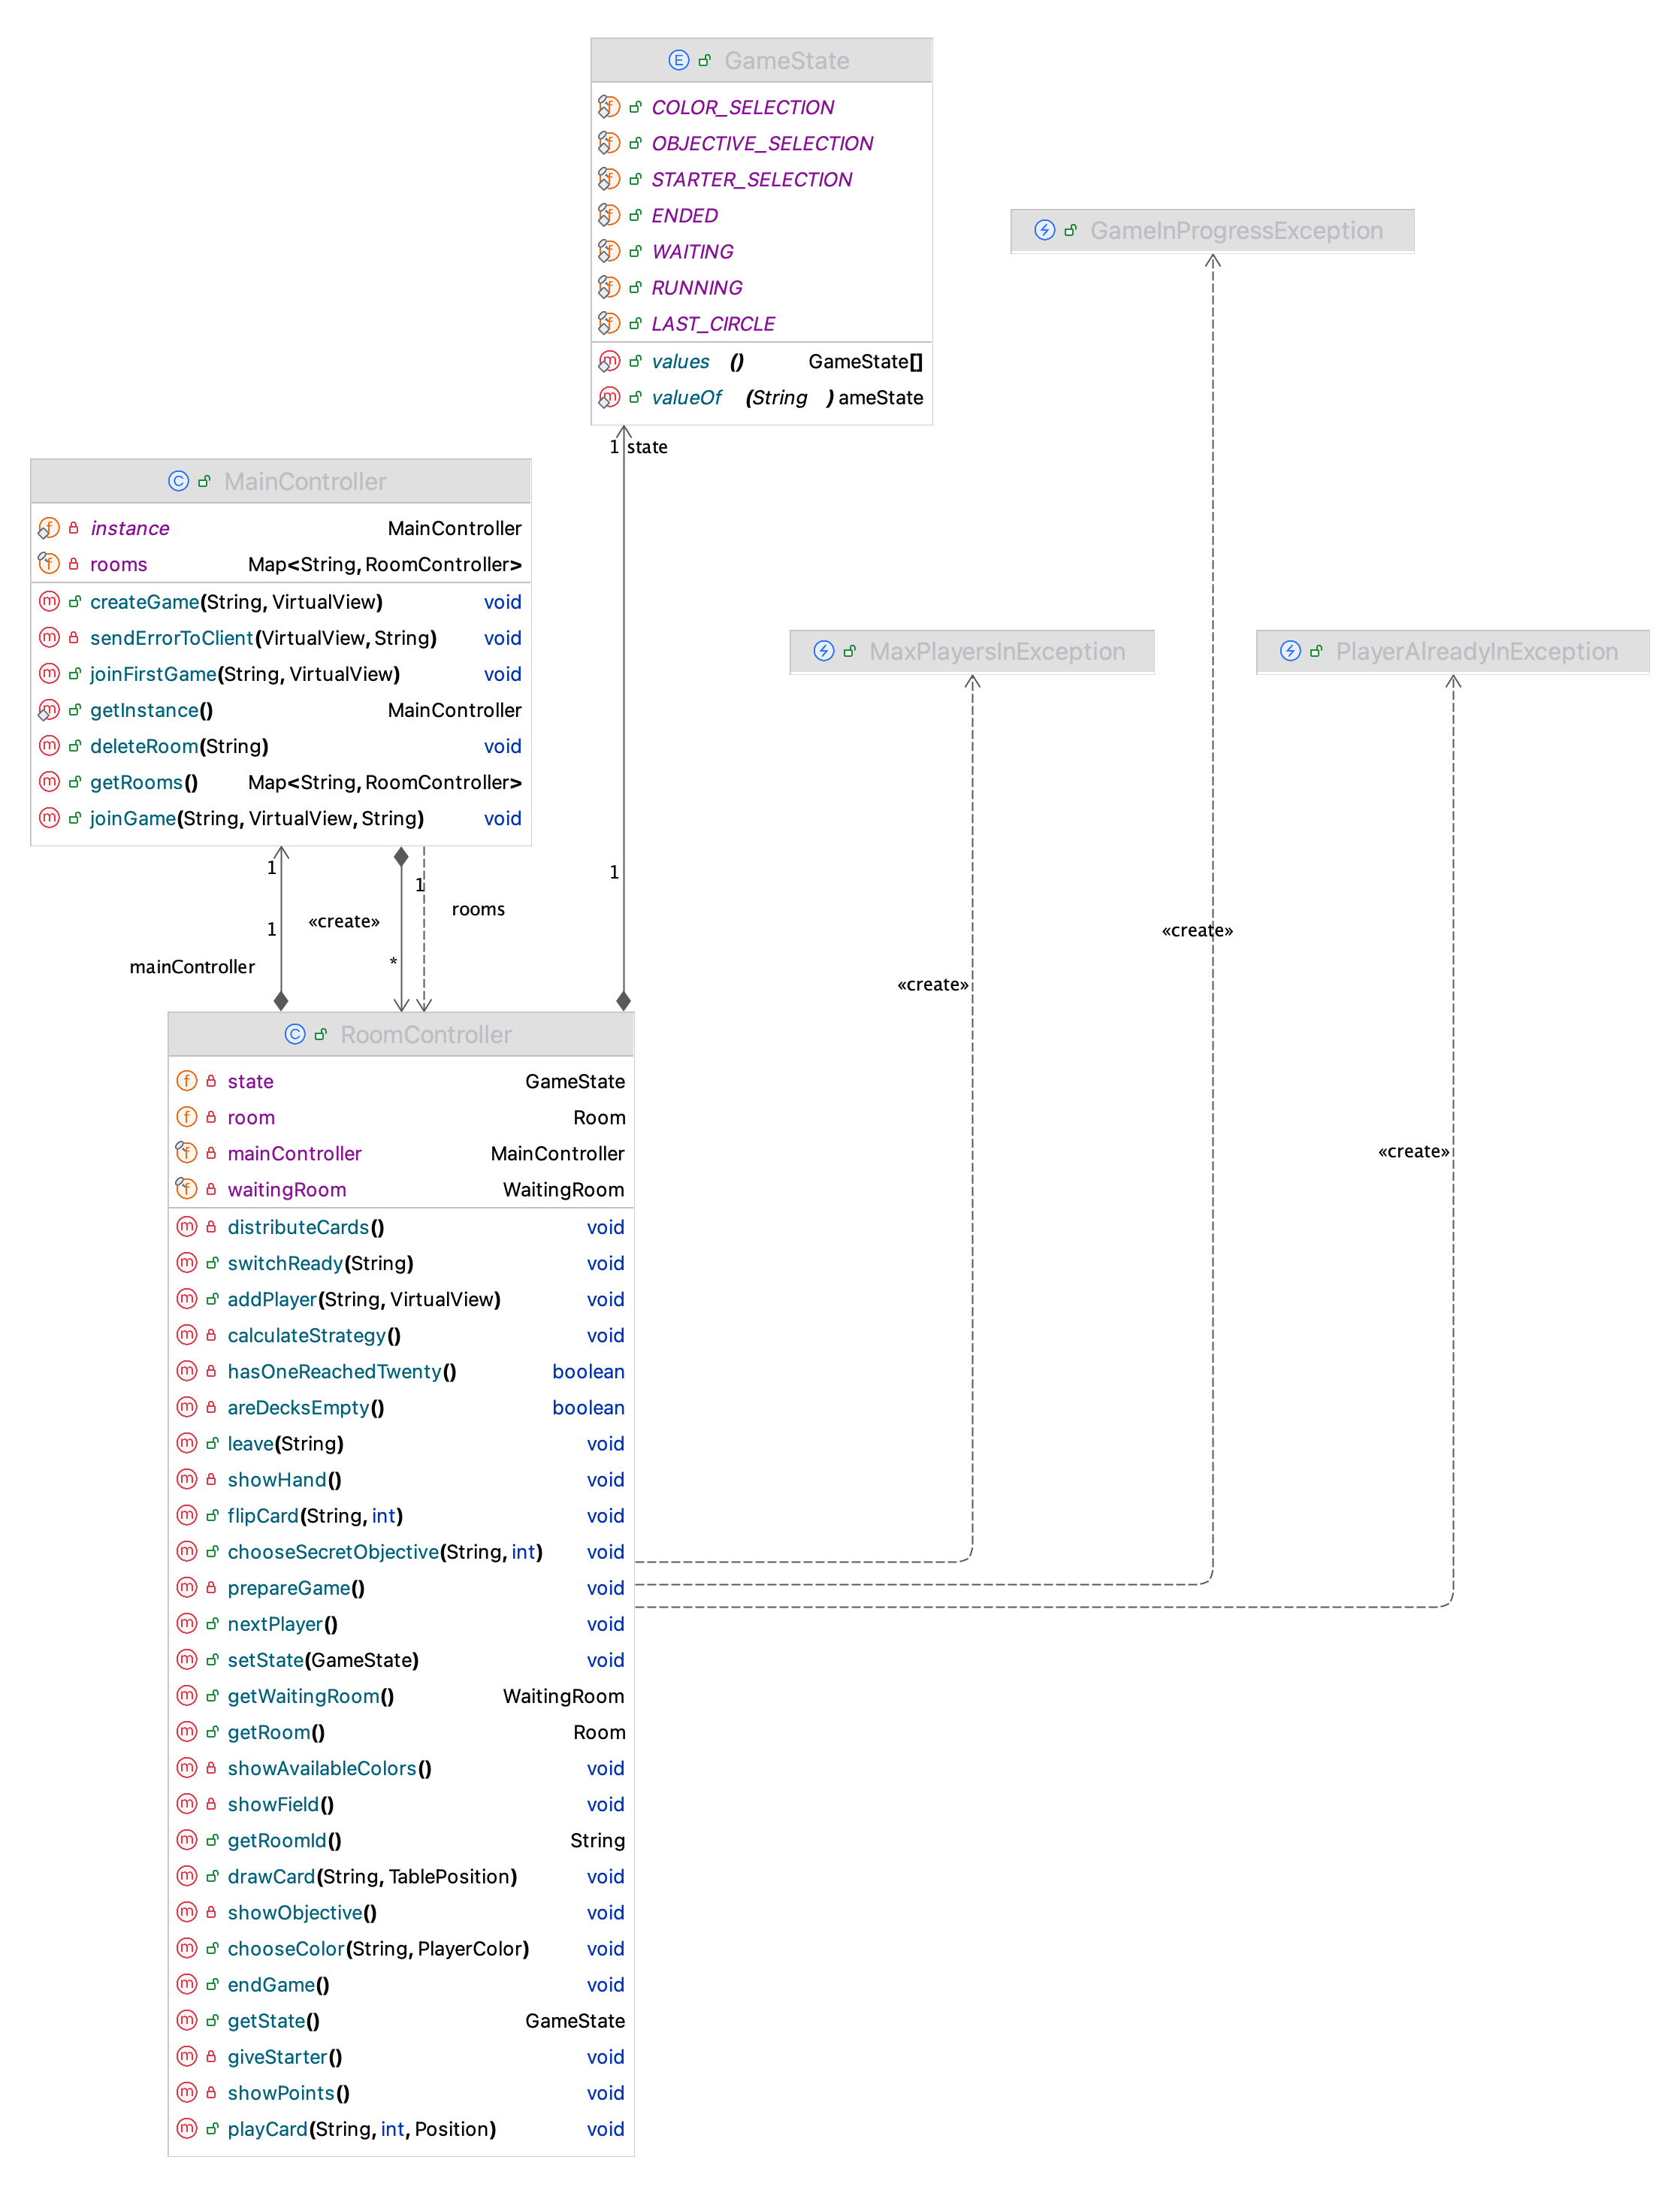 GameState
COLOR_SELECTION
OBJECTIVE_SELECTION
STARTER_SELECTION
ENDED
WAITING
RUNNING
LAST_CIRCLE
values () GameState[]
valueOf (String ) ameState
1 state
GameInProgressException
MainController
instance MainController
rooms Map<String, RoomController>
createGame(String, VirtualView) void
sendErrorToClient(VirtualView, String) void
joinFirstGame(String, VirtualView) void
getInstance() MainController
deleteRoom(String) void
getRooms() Map<String, RoomController>
joinGame(String, VirtualView, String) void
MaxPlayersInException
PlayerAlreadyInException
1
1
1
rooms
«create»
1
*
mainController
«create»
«create»
«create»
RoomController
state GameState
room Room
mainController MainController
waitingRoom WaitingRoom
distributeCards() void
switchReady(String) void
addPlayer(String, VirtualView) void
calculateStrategy() void
hasOneReachedTwenty() boolean
areDecksEmpty() boolean
leave(String) void
showHand() void
flipCard(String, int) void
chooseSecretObjective(String, int) void
prepareGame() void
nextPlayer() void
setState(GameState) void
getWaitingRoom() WaitingRoom
getRoom() Room
showAvailableColors() void
showField() void
getRoomId() String
drawCard(String, TablePosition) void
showObjective() void
chooseColor(String, PlayerColor) void
endGame() void
getState() GameState
giveStarter() void
showPoints() void
playCard(String, int, Position) void